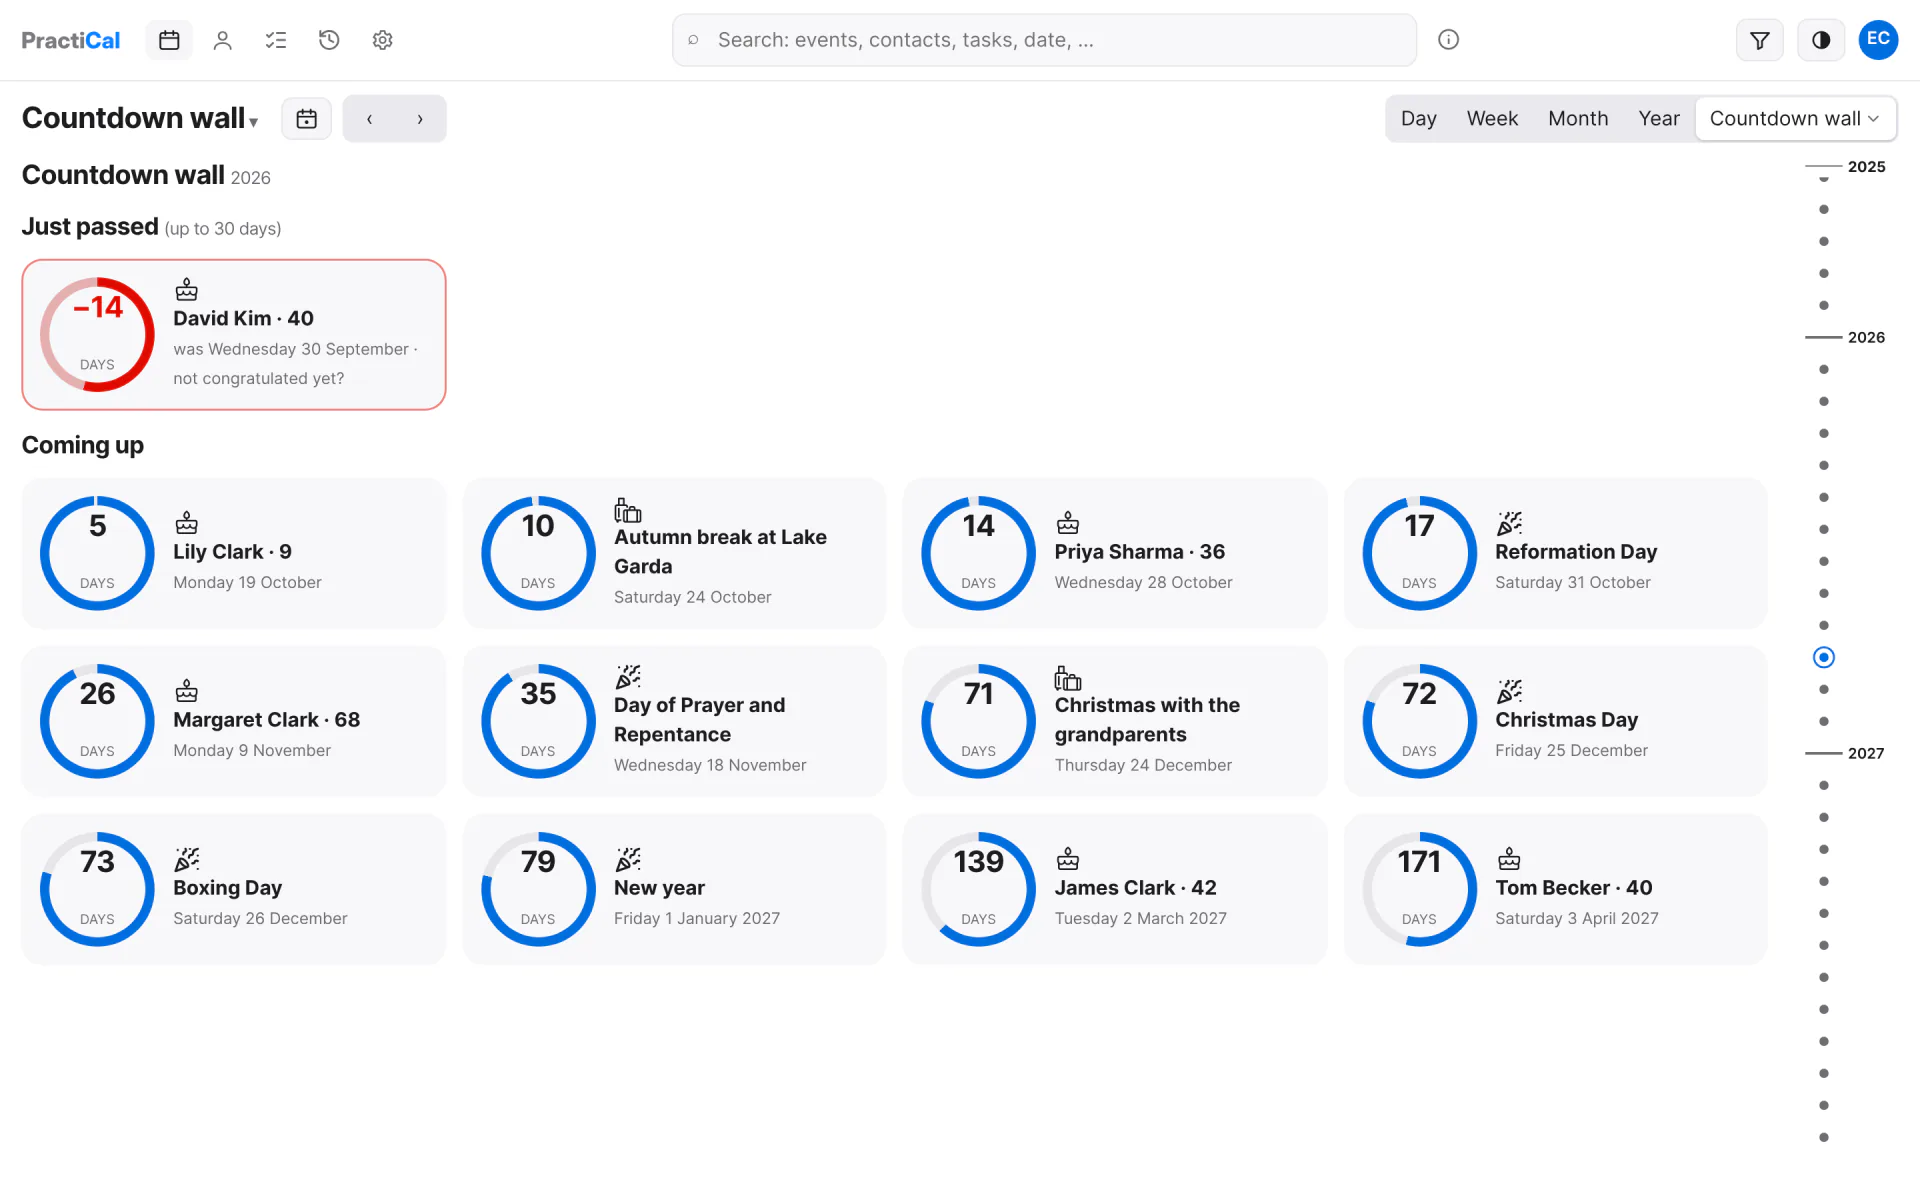 PractiCal
Search: events, contacts, tasks, date, ...
EC
Countdown wall
Day Week Month Year Countdown wall
Countdown wall 2026
Just passed (up to 30 days)
−14
DAYS
David Kim · 40
was Wednesday 30 September ·
not congratulated yet?
Coming up
5
DAYS
Lily Clark · 9
Monday 19 October
10
DAYS
Autumn break at Lake
Garda
Saturday 24 October
14
DAYS
Priya Sharma · 36
Wednesday 28 October
17
DAYS
Reformation Day
Saturday 31 October
26
DAYS
Margaret Clark · 68
Monday 9 November
35
DAYS
Day of Prayer and
Repentance
Wednesday 18 November
71
DAYS
Christmas with the
grandparents
Thursday 24 December
72
DAYS
Christmas Day
Friday 25 December
73
DAYS
Boxing Day
Saturday 26 December
79
DAYS
New year
Friday 1 January 2027
139
DAYS
James Clark · 42
Tuesday 2 March 2027
171
DAYS
Tom Becker · 40
Saturday 3 April 2027
2025
2026
2027